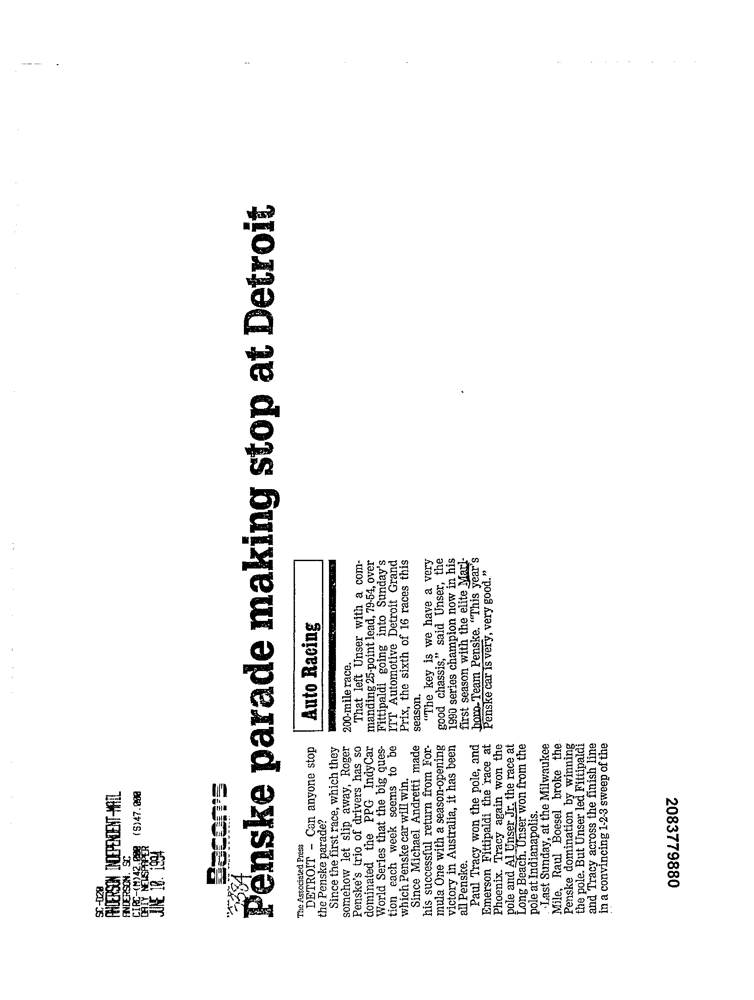 SC-D20
ANDERSON INDEPENDENT-MAIL
ANDERSON SC
CIRC-(M)42,000 (S)47,000
DAILY NEWSPAPER
JUNE 10, 1994
Bacon's
Penske parade making stop at Detroit
The Associated Press
DETROIT – Can anyone stop
the Penske parade?
Since the first race, which they
somehow let slip away, Roger
Penske's trio of drivers has so
dominated the PPG IndyCar
World Series that the big ques-
tion each week seems to be
which Penske car will win.
Since Michael Andretti made
his successful return from For-
mula One with a season-opening
victory in Australia, it has been
all Penske.
Paul Tracy won the pole, and
Emerson Fittipaldi the race at
Phoenix. Tracy again won the
pole and Al Unser Jr. the race at
Long Beach. Unser won from the
pole at Indianapolis.
Last Sunday, at the Milwaukee
Mile, Raul Boesel broke the
Penske domination by winning
the pole. But Unser led Fittipaldi
and Tracy across the finish line
in a convincing 1-2-3 sweep of the
Auto Racing
200-mile race.
That left Unser with a com-
manding 25-point lead, 79-54, over
Fittipaldi going into Sunday's
ITT Automotive Detroit Grand
Prix, the sixth of 16 races this
season.
"The key is we have a very
good chassis," said Unser, the
1990 series champion now in his
first season with the elite Marl-
boro Team Penske. "This year's
Penske car is very, very good."
2083779880